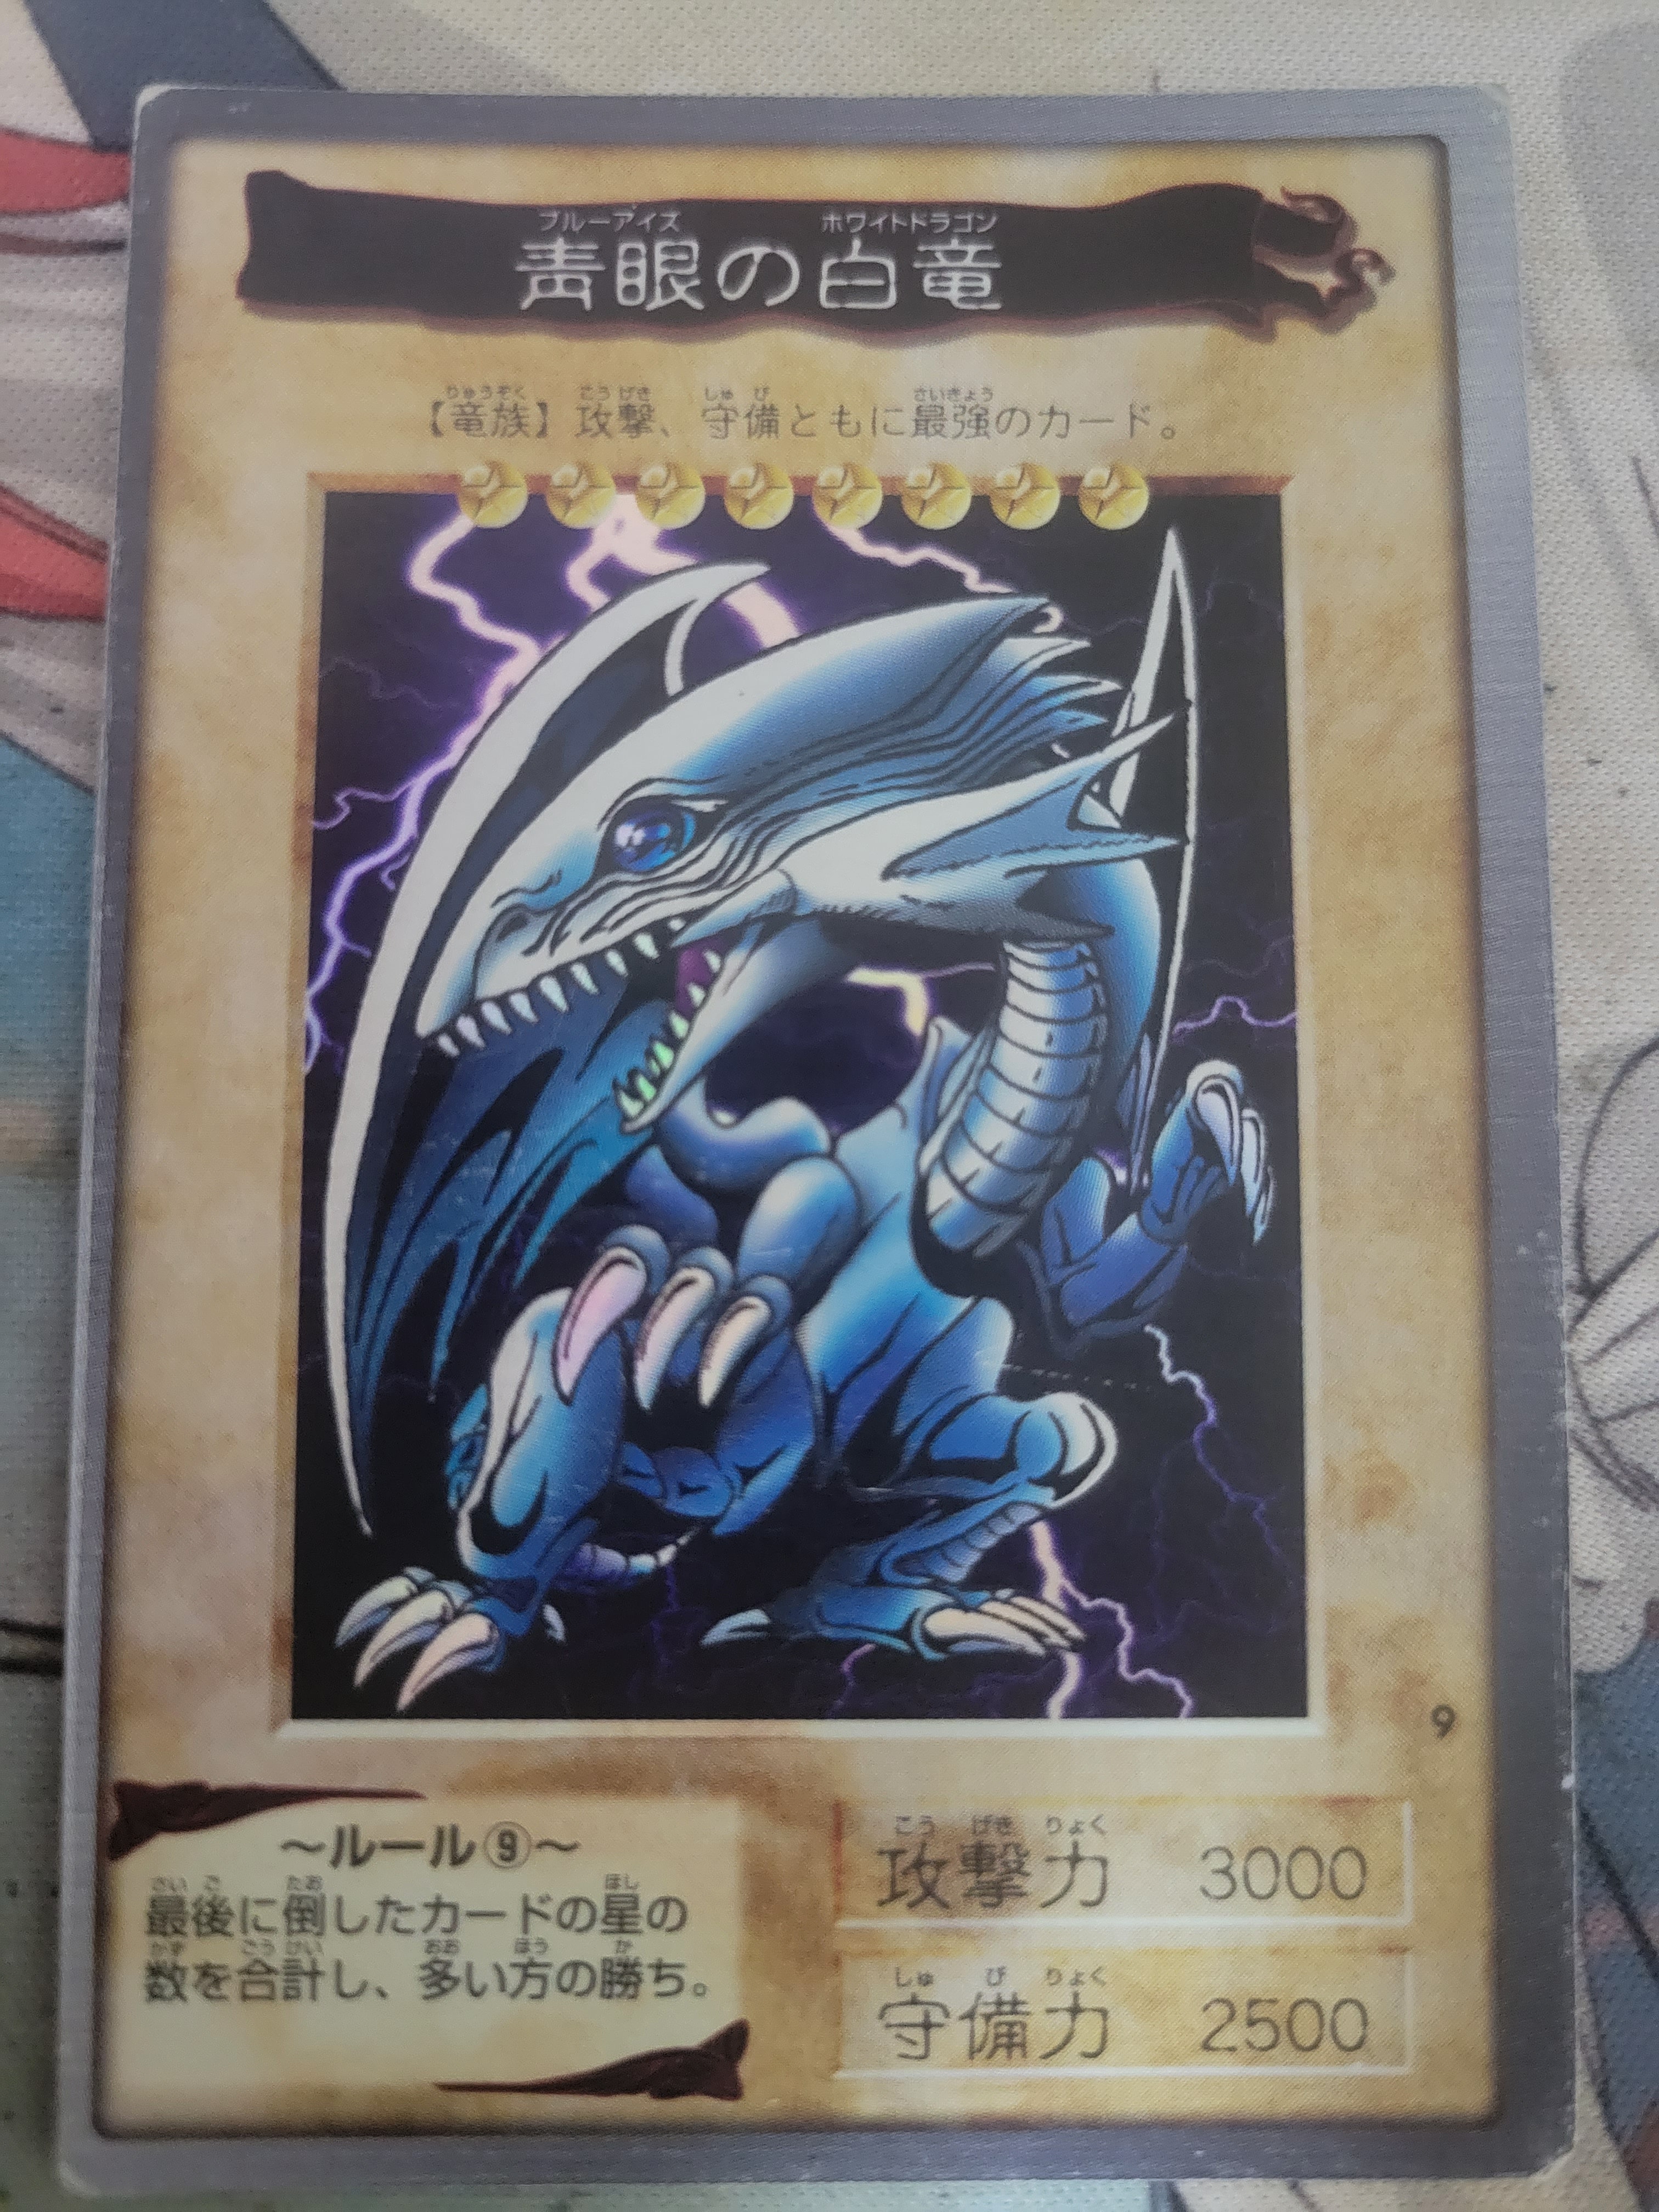 ブルーアイズ ホワイトドラゴン
青眼の白竜
りゅうぞく こうげき しゅび さいきょう
【竜族】攻撃、守備ともに最強のカード。
9
～ルール⑨～
さいご たお ほし
最後に倒したカードの星の
かず ごうけい おお ほう か
数を合計し、多い方の勝ち。
こうげきりょく
攻撃力 3000
しゅびりょく
守備力 2500